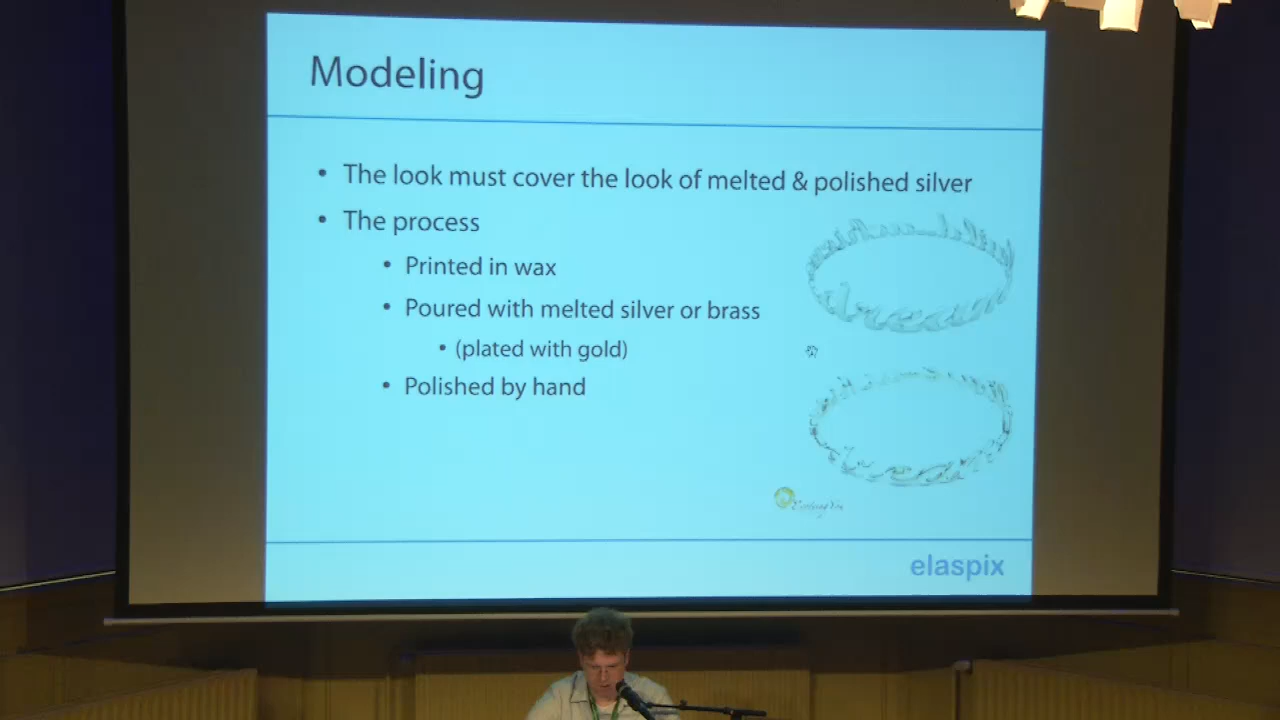 Modeling
• The look must cover the look of melted & polished silver
• The process
• Printed in wax
• Poured with melted silver or brass
• (plated with gold)
• Polished by hand
elaspix